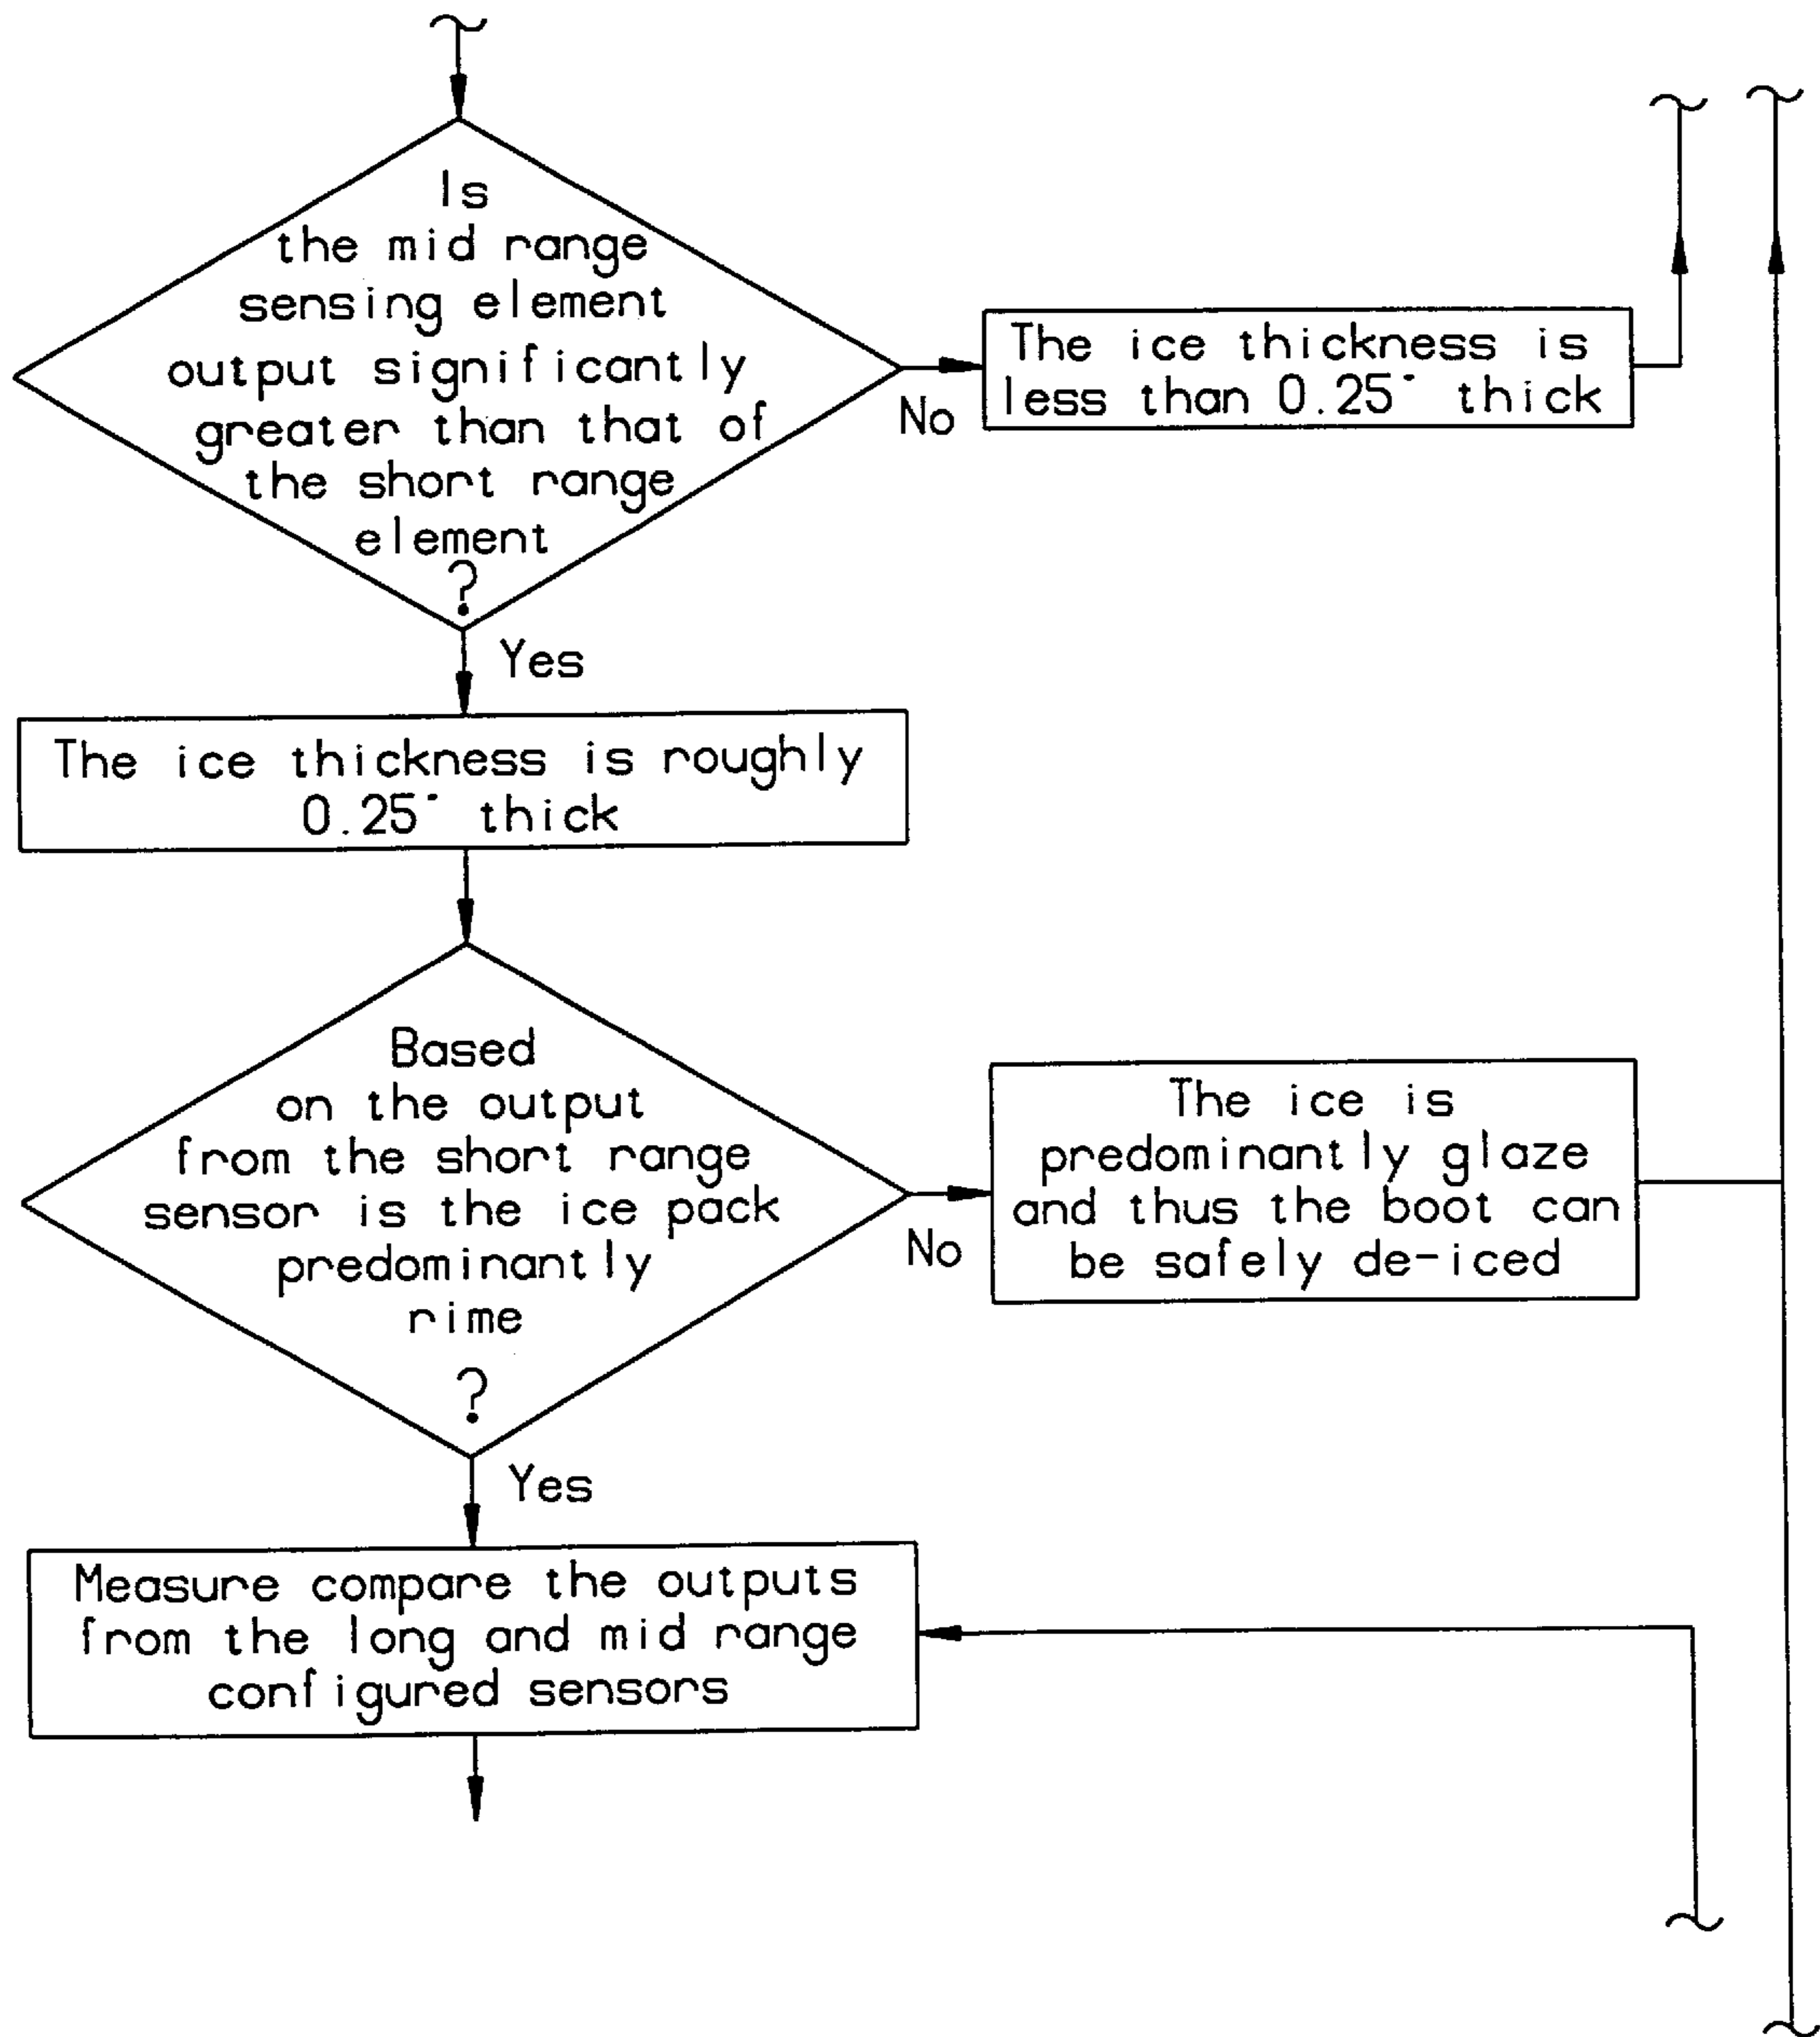 Is
the mid range
sensing element
output significantly
greater than that of
the short range
element
?
No
The ice thickness is
less than 0.25" thick
Yes
The ice thickness is roughly
0.25" thick
Based
on the output
from the short range
sensor is the ice pack
predominantly
rime
?
No
The ice is
predominantly glaze
and thus the boot can
be safely de-iced
Yes
Measure compare the outputs
from the long and mid range
configured sensors